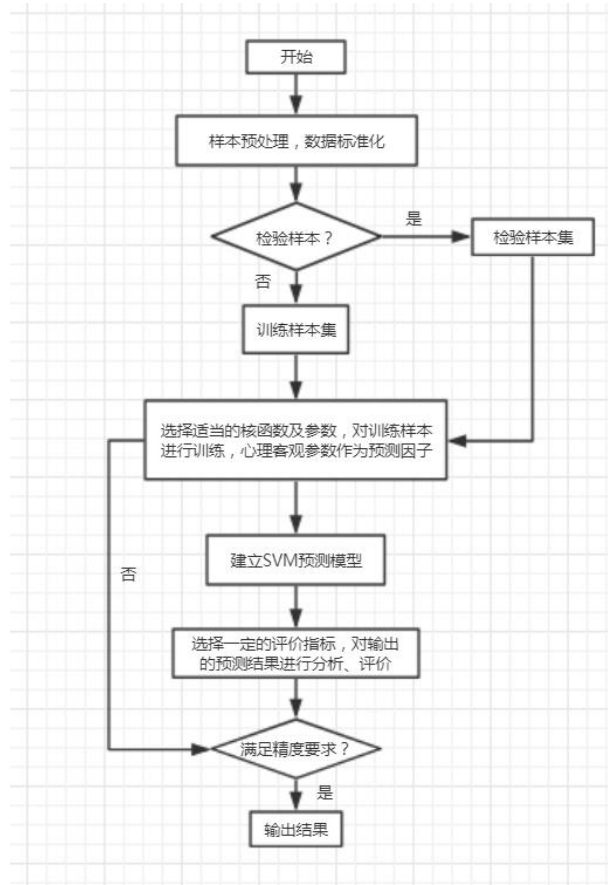 开始
样本预处理，数据标准化
检验样本？
是
检验样本集
否
训练样本集
选择适当的核函数及参数，对训练样本
进行训练，心理客观参数作为预测因子
建立SVM预测模型
否
选择一定的评价指标，对输出
的预测结果进行分析、评价
满足精度要求？
是
输出结果